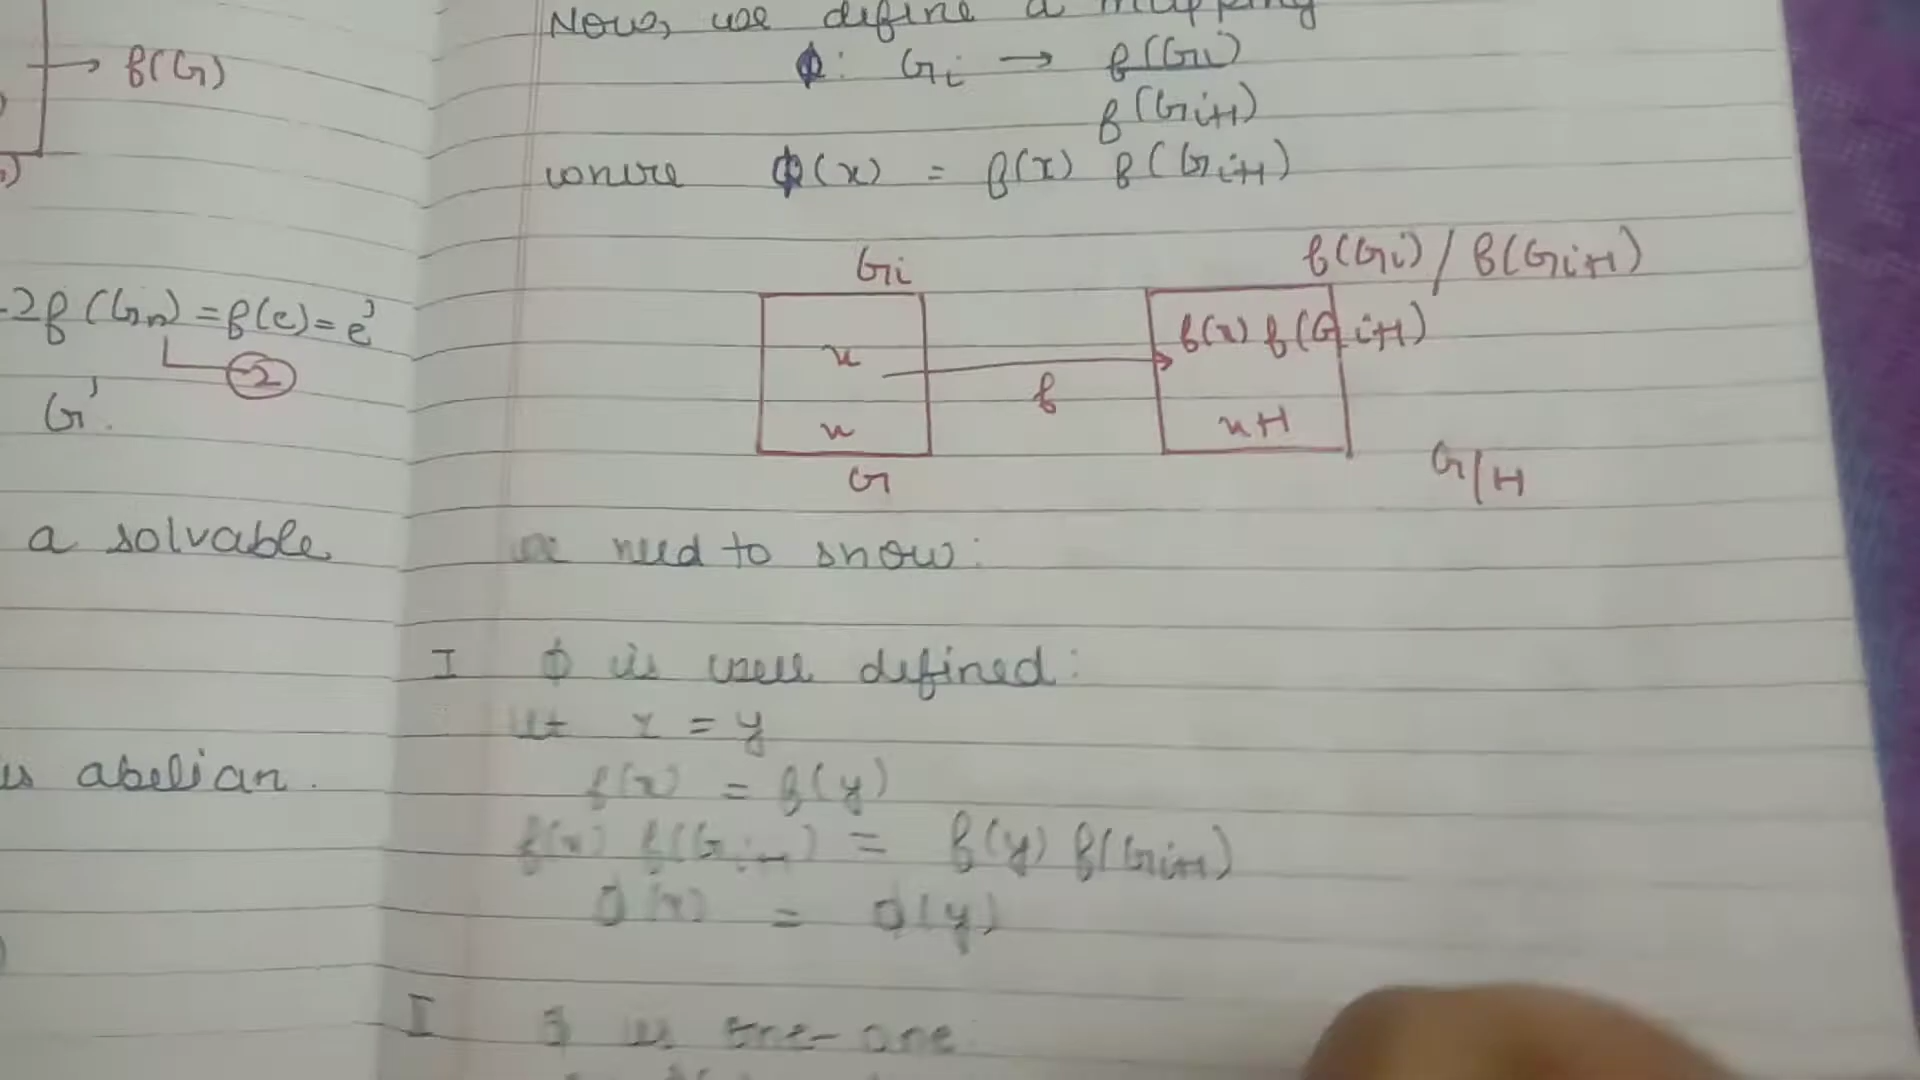 → f(G)
)
-2f(Gn) = f(e) = e'
2
G'.
a solvable
is abelian.
Now, we define a mapping
ϕ: Gi → f(Gi)
f(Gi+1)
where ϕ(x) = f(x) f(Gi+1)
Gi
f(Gi) / f(Gi+1)
x
f(x) f(Gi+1)
f
x
xH
G
G/H
we need to show:
I ϕ is well defined:
let x = y
f(x) = f(y)
f(x) f(Gi+1) = f(y) f(Gi+1)
ϕ(x) = ϕ(y)
I is one-one